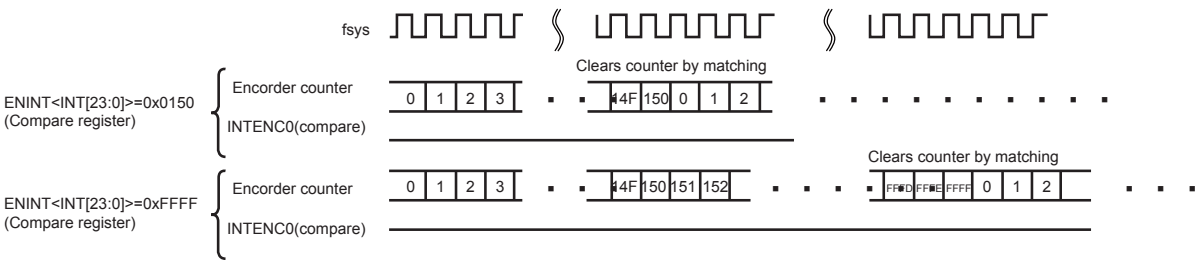 fsys
Clears counter by matching
ENINT<INT[23:0]>=0x0150
(Compare register)
Encorder counter
0 1 2 3 14F 150 0 1 2
INTENC0(compare)
Clears counter by matching
ENINT<INT[23:0]>=0xFFFF
(Compare register)
Encorder counter
0 1 2 3 14F 150 151 152 FFFD FFFE FFFF 0 1 2
INTENC0(compare)